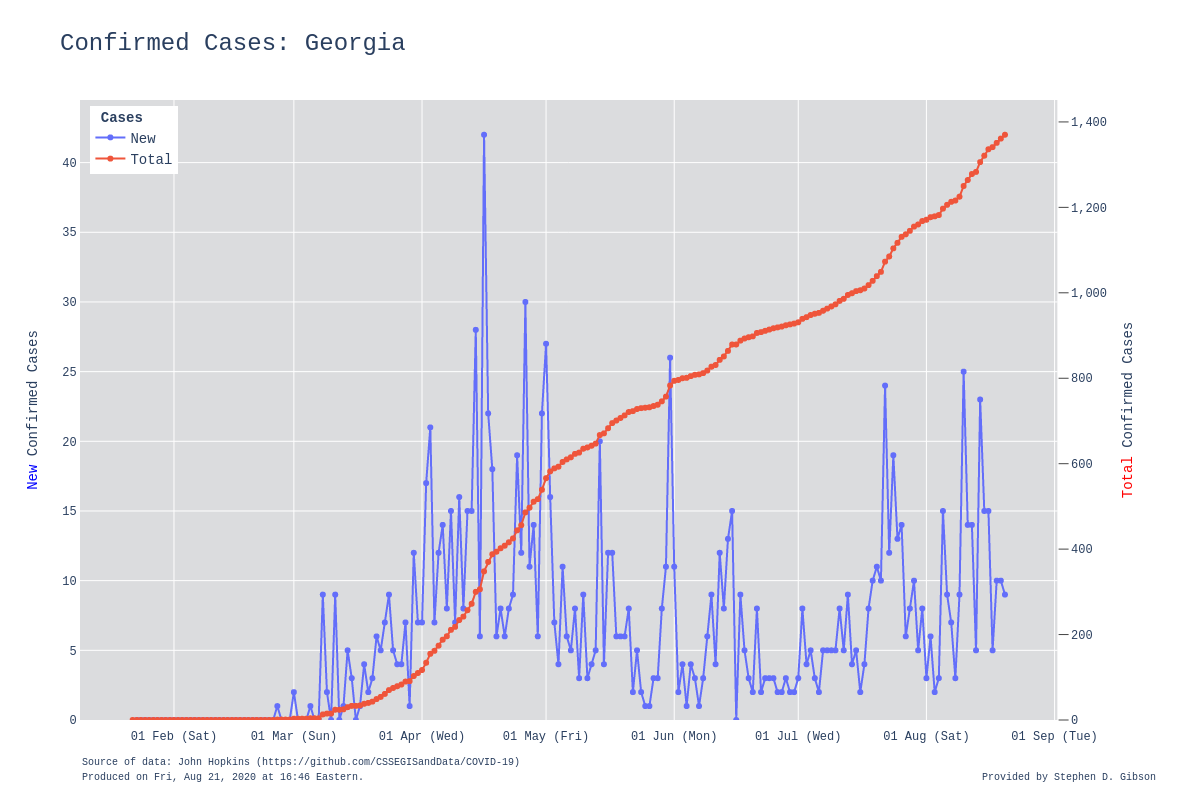 Confirmed Cases: Georgia
Cases
New
Total
40
35
30
25
20
15
10
5
0
1,400
1,200
1,000
800
600
400
200
0
New Confirmed Cases
Total Confirmed Cases
01 Feb (Sat)
01 Mar (Sun)
01 Apr (Wed)
01 May (Fri)
01 Jun (Mon)
01 Jul (Wed)
01 Aug (Sat)
01 Sep (Tue)
Source of data: John Hopkins (https://github.com/CSSEGISandData/COVID-19)
Produced on Fri, Aug 21, 2020 at 16:46 Eastern.
Provided by Stephen D. Gibson